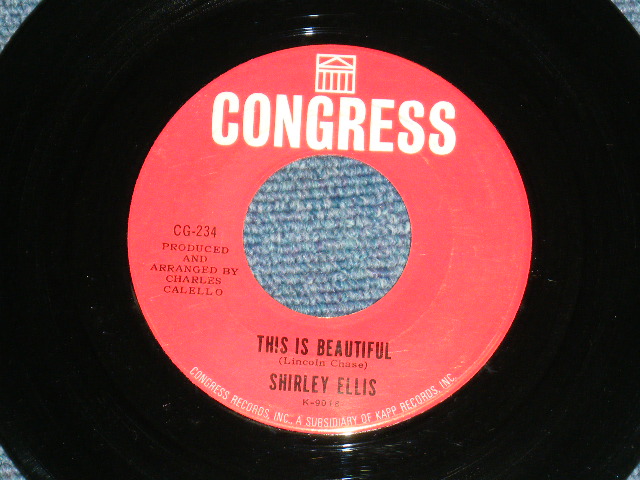 CONGRESS
CG-234
PRODUCED
AND
ARRANGED BY
CHARLES
CALELLO
THIS IS BEAUTIFUL
(Lincoln Chase)
SHIRLEY ELLIS
K-9016
CONGRESS RECORDS, INC., A SUBSIDIARY OF KAPP RECORDS, INC.